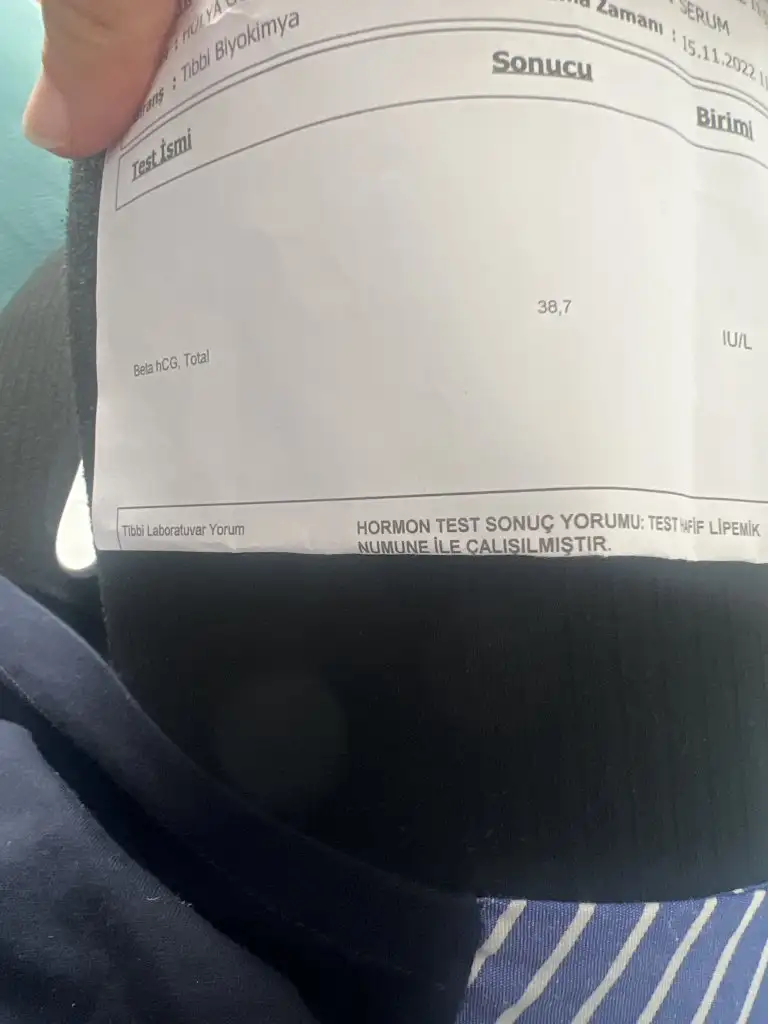 SERUM
Zamanı : 15.11.2022
: HÜLYA
: Tıbbi Biyokimya
Test İsmi
Sonucu
Birimi
38,7
IU/L
Beta hCG, Total
Tıbbi Laboratuvar Yorum
HORMON TEST SONUÇ YORUMU: TEST HAFİF LİPEMİK
NUMUNE İLE ÇALIŞILMIŞTIR.